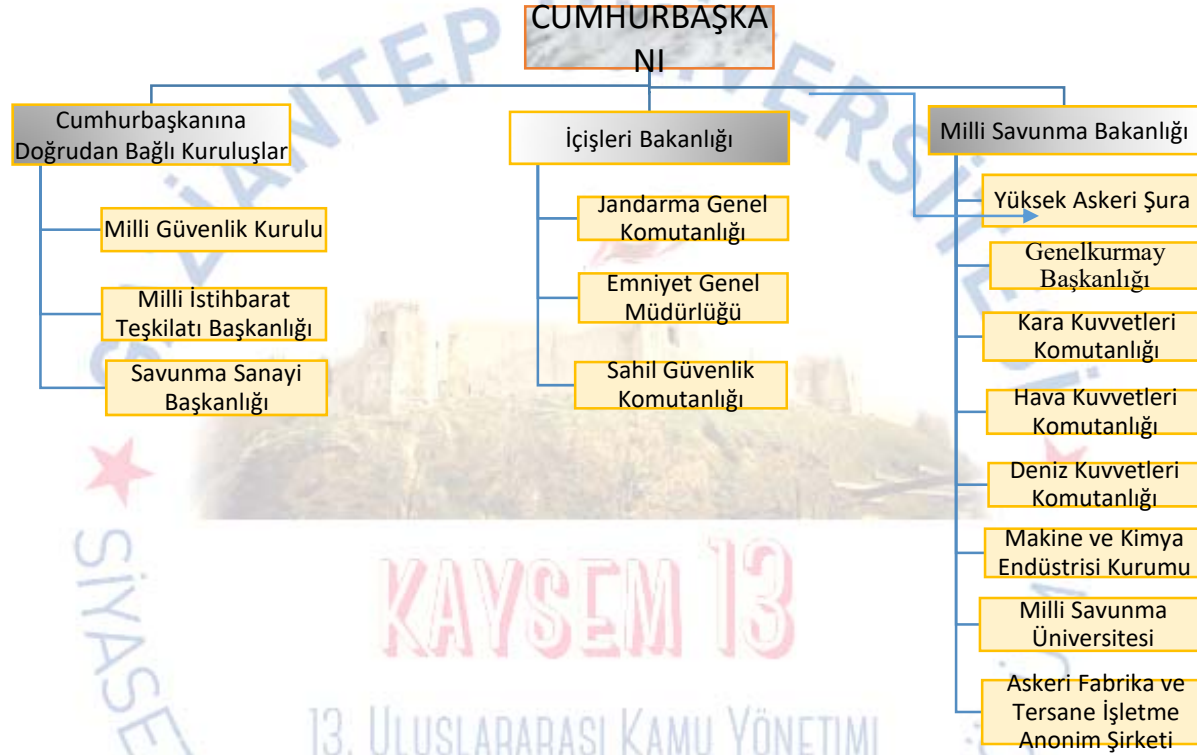 CUMHURBAŞKA
NI
Cumhurbaşkanına
Doğrudan Bağlı Kuruluşlar
Milli Güvenlik Kurulu
Milli İstihbarat
Teşkilatı Başkanlığı
Savunma Sanayi
Başkanlığı
İçişleri Bakanlığı
Jandarma Genel
Komutanlığı
Emniyet Genel
Müdürlüğü
Sahil Güvenlik
Komutanlığı
Milli Savunma Bakanlığı
Yüksek Askeri Şura
Genelkurmay
Başkanlığı
Kara Kuvvetleri
Komutanlığı
Hava Kuvvetleri
Komutanlığı
Deniz Kuvvetleri
Komutanlığı
Makine ve Kimya
Endüstrisi Kurumu
Milli Savunma
Üniversitesi
Askeri Fabrika ve
Tersane İşletme
Anonim Şirketi
KAYSEM 13
13. ULUSLARARASI KAMU YÖNETIMI